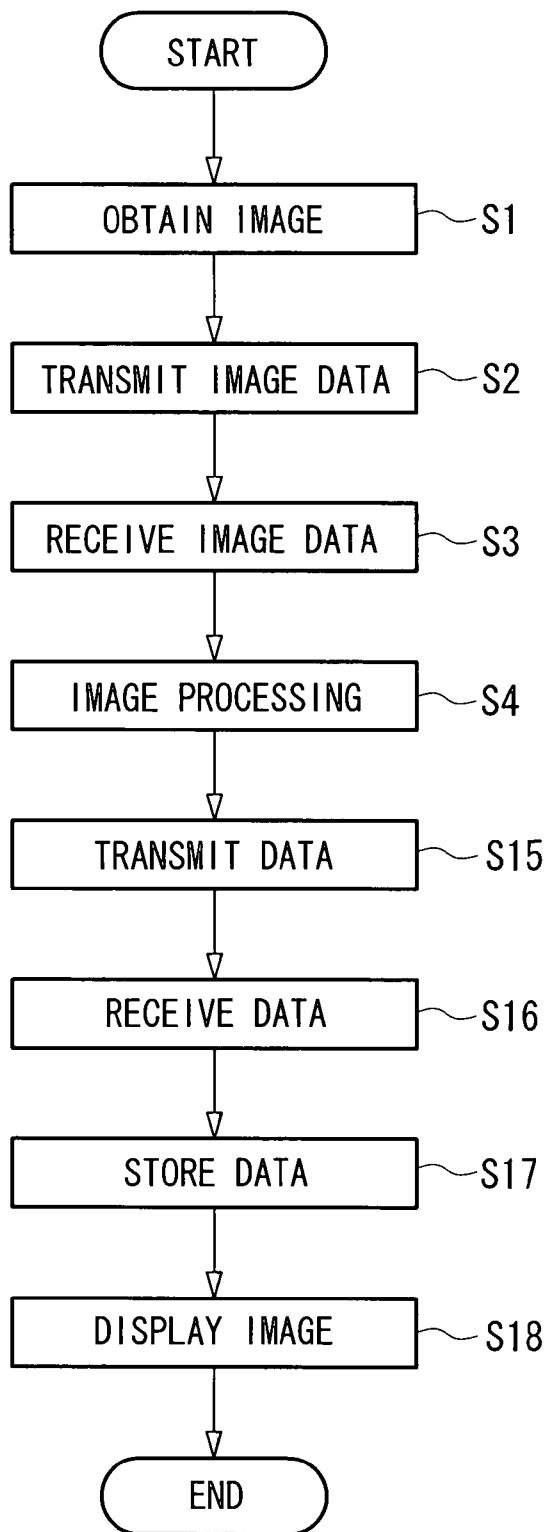 START
OBTAIN IMAGE S1
TRANSMIT IMAGE DATA S2
RECEIVE IMAGE DATA S3
IMAGE PROCESSING S4
TRANSMIT DATA S15
RECEIVE DATA S16
STORE DATA S17
DISPLAY IMAGE S18
END